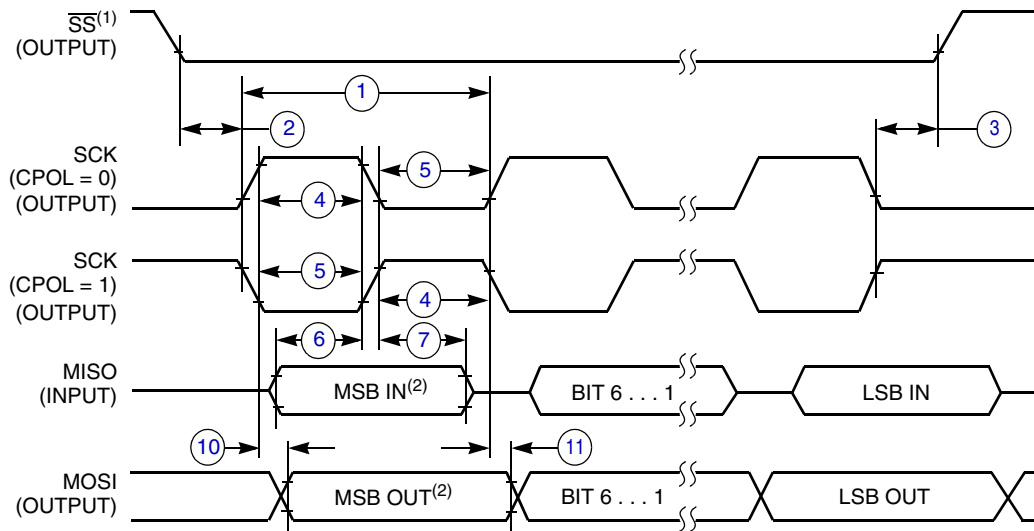 SS(1)
(OUTPUT)
1
2
3
SCK
(CPOL = 0)
(OUTPUT)
5
4
SCK
(CPOL = 1)
(OUTPUT)
5
4
6
7
MISO
(INPUT)
MSB IN(2)
BIT 6 . . . 1
LSB IN
10
11
MOSI
(OUTPUT)
MSB OUT(2)
BIT 6 . . . 1
LSB OUT